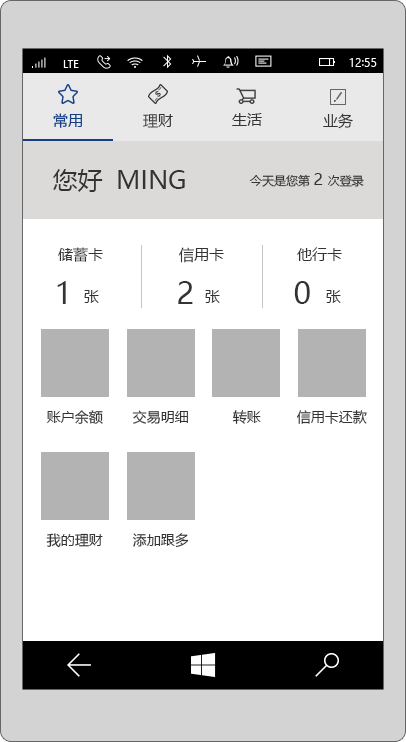 LTE 12:55
常用 理财 生活 业务
您好 MING 今天是您第 2 次登录
储蓄卡 信用卡 他行卡
1 张 2 张 0 张
账户余额 交易明细 转账 信用卡还款
我的理财 添加跟多